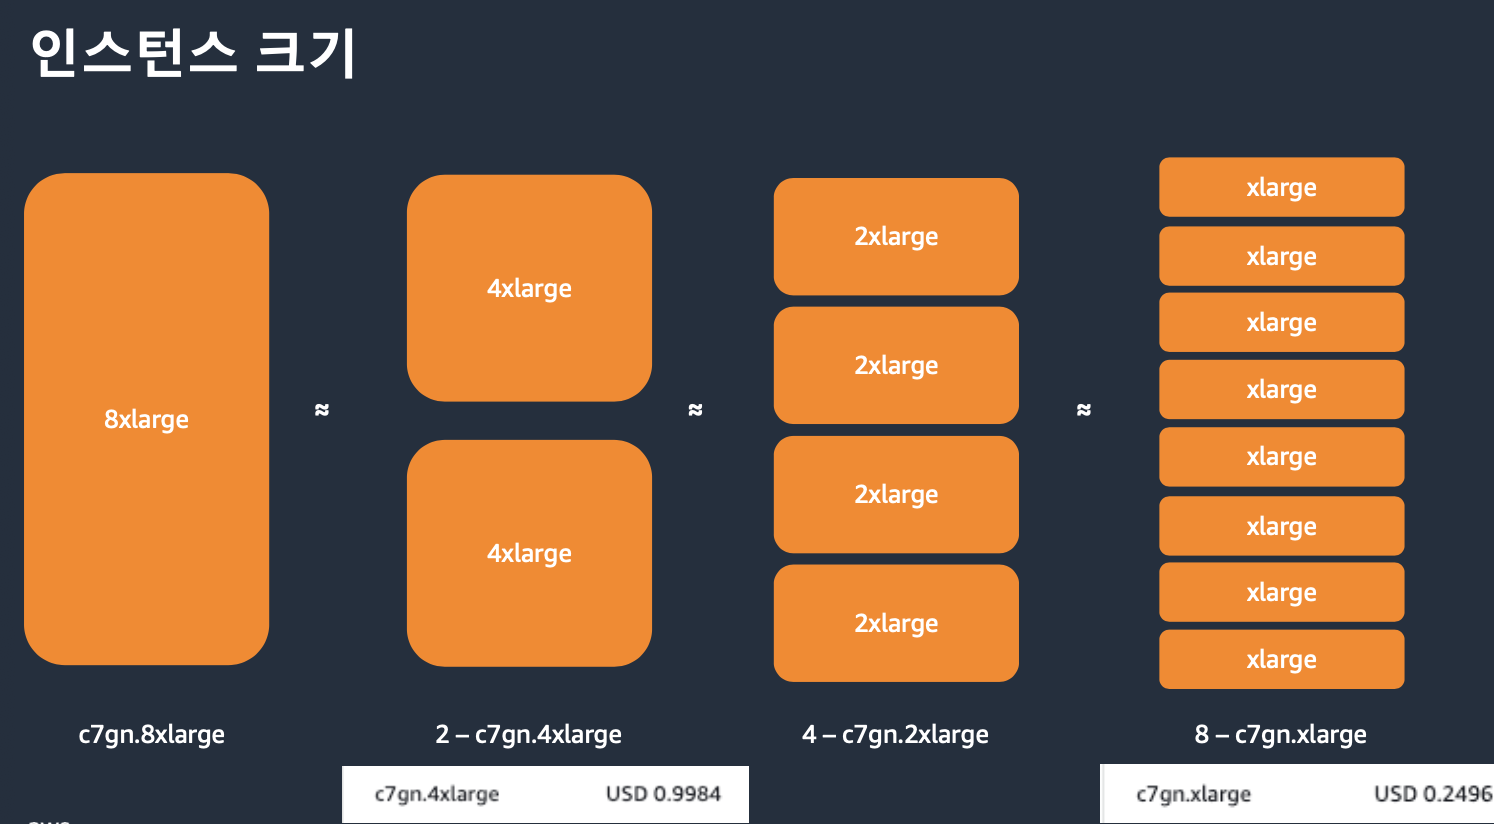 인스턴스 크기
8xlarge
≈
4xlarge
4xlarge
≈
2xlarge
2xlarge
2xlarge
2xlarge
≈
xlarge
xlarge
xlarge
xlarge
xlarge
xlarge
xlarge
xlarge
c7gn.8xlarge
2 – c7gn.4xlarge
4 – c7gn.2xlarge
8 – c7gn.xlarge
c7gn.4xlarge USD 0.9984
c7gn.xlarge USD 0.2496